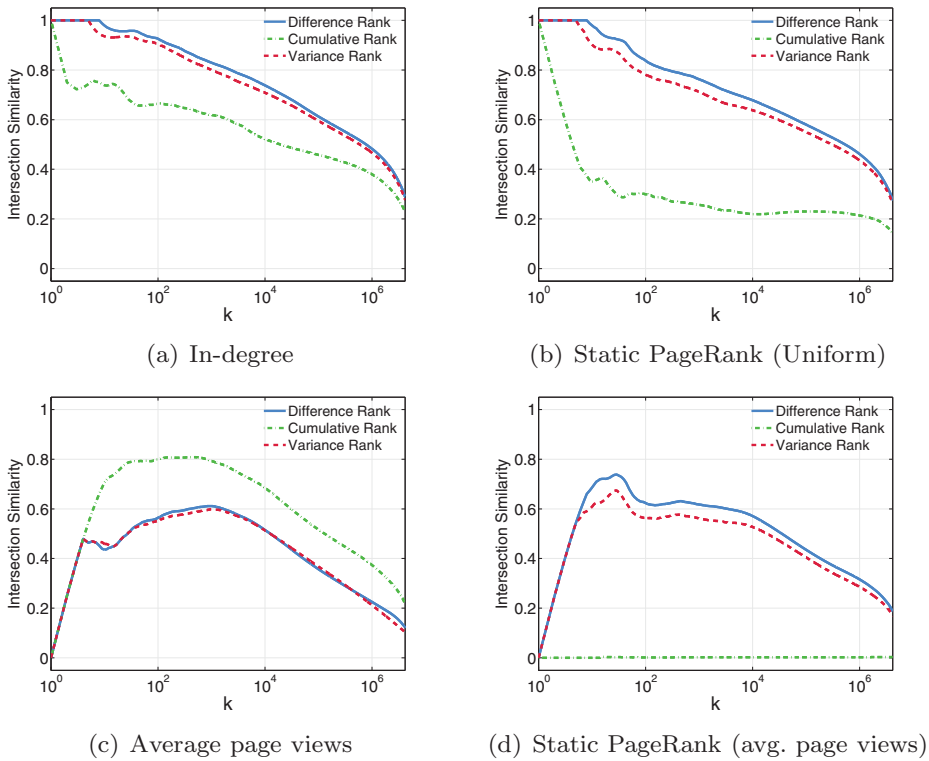 1
0.8
0.6
0.4
0.2
0
Intersection Similarity
Difference Rank
Cumulative Rank
Variance Rank
10^0
10^2
10^4
10^6
k
(a) In-degree
1
0.8
0.6
0.4
0.2
0
Intersection Similarity
Difference Rank
Cumulative Rank
Variance Rank
10^0
10^2
10^4
10^6
k
(b) Static PageRank (Uniform)
1
0.8
0.6
0.4
0.2
0
Intersection Similarity
Difference Rank
Cumulative Rank
Variance Rank
10^0
10^2
10^4
10^6
k
(c) Average page views
1
0.8
0.6
0.4
0.2
0
Intersection Similarity
Difference Rank
Cumulative Rank
Variance Rank
10^0
10^2
10^4
10^6
k
(d) Static PageRank (avg. page views)